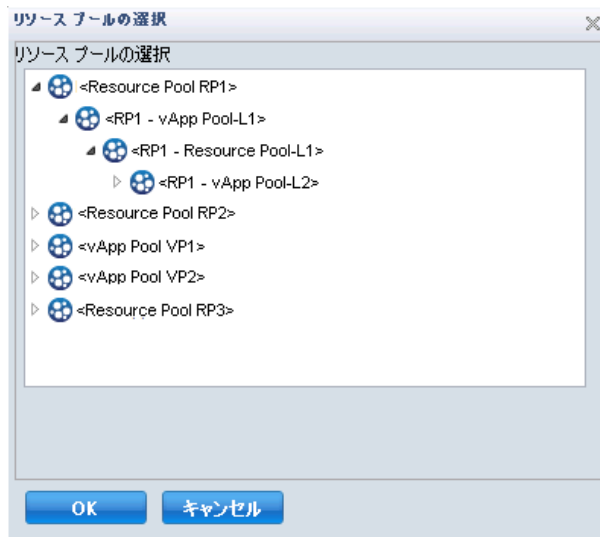 リソース プールの選択
リソース プールの選択
<Resource Pool RP1>
<RP1 - vApp Pool-L1>
<RP1 - Resource Pool-L1>
<RP1 - vApp Pool-L2>
<Resource Pool RP2>
<vApp Pool VP1>
<vApp Pool VP2>
<Resource Pool RP3>
OK キャンセル